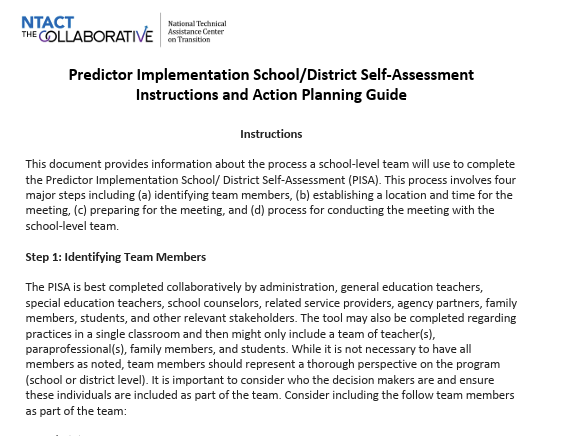 NTACT
THE COLLABORATIVE
National Technical
Assistance Center
on Transition
Predictor Implementation School/District Self-Assessment
Instructions and Action Planning Guide
Instructions
This document provides information about the process a school-level team will use to complete
the Predictor Implementation School/ District Self-Assessment (PISA). This process involves four
major steps including (a) identifying team members, (b) establishing a location and time for the
meeting, (c) preparing for the meeting, and (d) process for conducting the meeting with the
school-level team.
Step 1: Identifying Team Members
The PISA is best completed collaboratively by administration, general education teachers,
special education teachers, school counselors, related service providers, agency partners, family
members, students, and other relevant stakeholders. The tool may also be completed regarding
practices in a single classroom and then might only include a team of teacher(s),
paraprofessional(s), family members, and students. While it is not necessary to have all
members as noted, team members should represent a thorough perspective on the program
(school or district level). It is important to consider who the decision makers are and ensure
these individuals are included as part of the team. Consider including the follow team members
as part of the team: